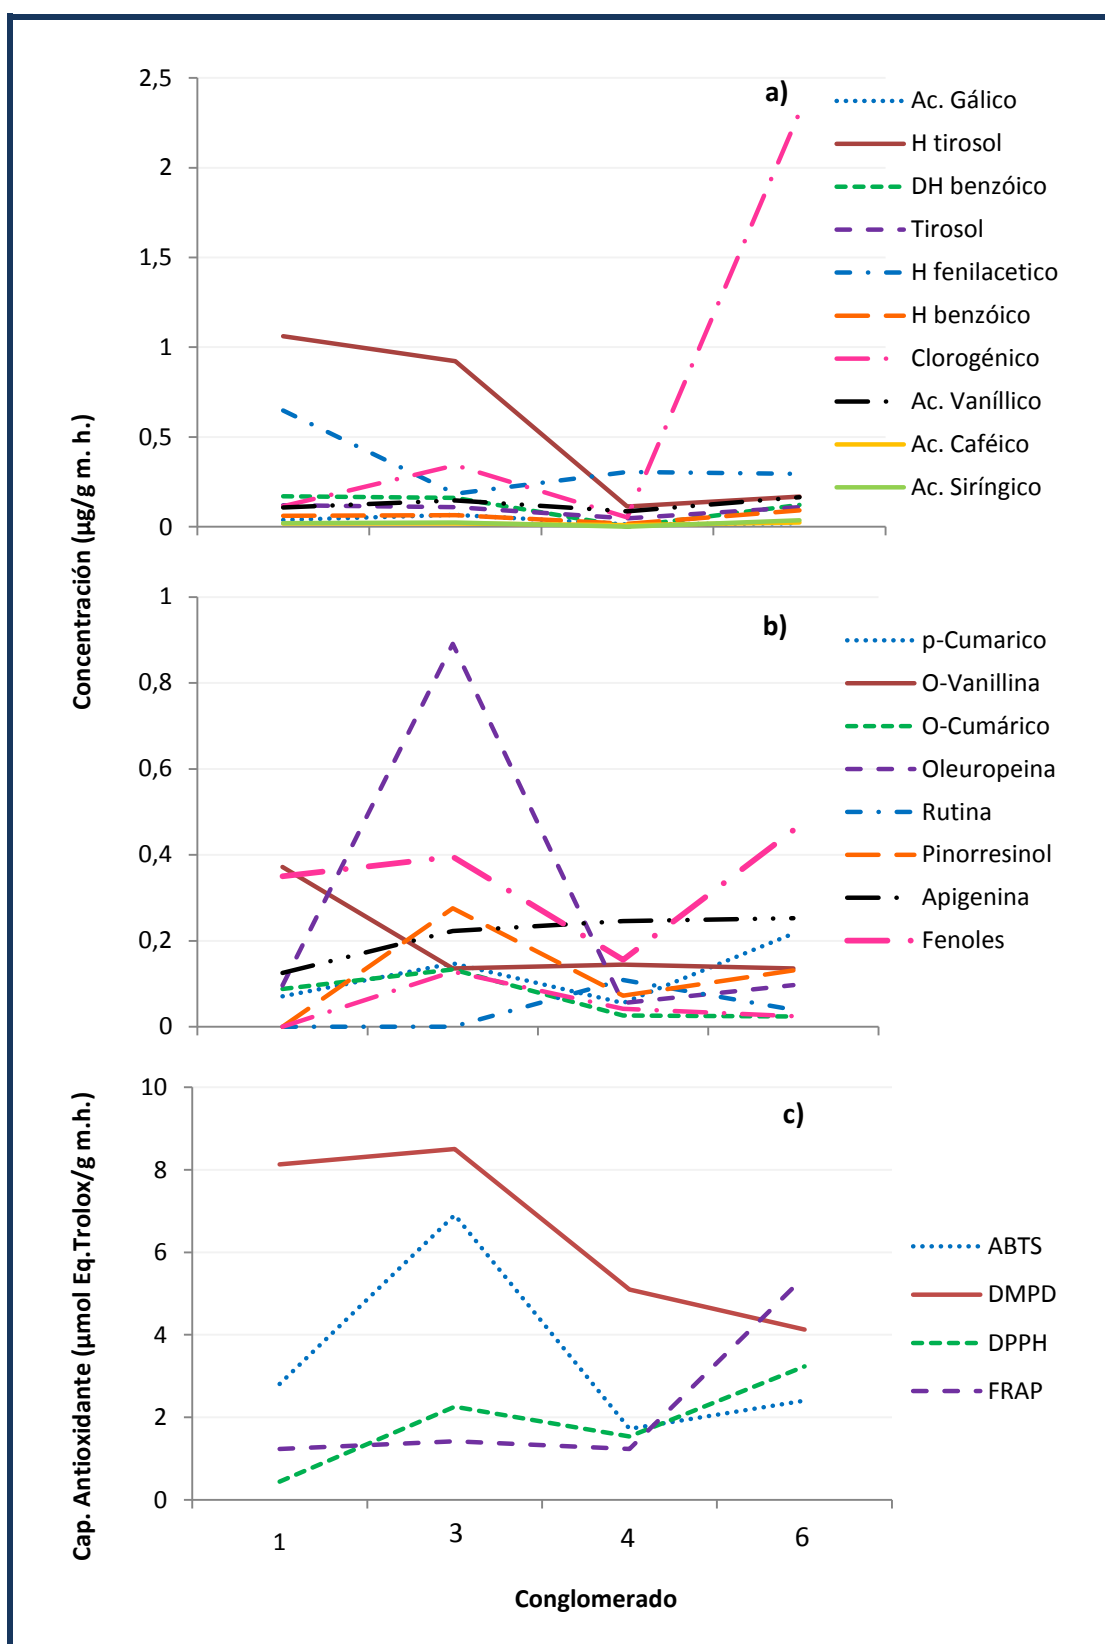 2,5
2
1,5
1
0,5
0
a)
Ac. Gálico
H tirosol
DH benzóico
Tirosol
H fenilacetico
H benzóico
Clorogénico
Ac. Vaníllico
Ac. Caféico
Ac. Siríngico
Concentración (µg/g m. h.)
1
0,8
0,6
0,4
0,2
0
b)
p-Cumarico
O-Vanillina
O-Cumárico
Oleuropeina
Rutina
Pinorresinol
Apigenina
Fenoles
Cap. Antioxidante (µmol Eq.Trolox/g m.h.)
10
8
6
4
2
0
c)
ABTS
DMPD
DPPH
FRAP
1 3 4 6
Conglomerado